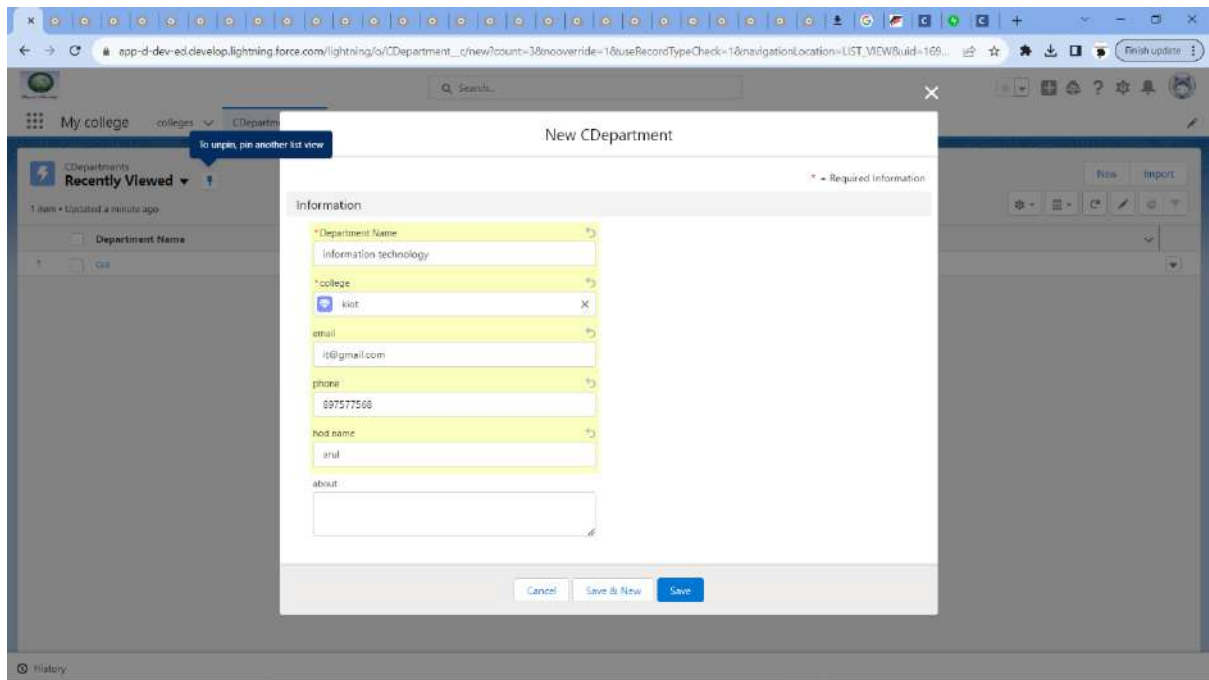 app-d-dev-ed.develop.lightning.force.com/lightning/o/CDepartment__c/new?count=3&nooverride=1&useRecordTypeCheck=1&navigationLocation=LIST_VIEW&uid=169...
Finish update
Search...
My college
colleges
CDepartm
To unpin, pin another list view
CDepartments
Recently Viewed
New
Import
1 item • Updated a minute ago
Department Name
1
New CDepartment
* = Required Information
Information
*Department Name
information technology
*college
kiot
email
it@gmail.com
phone
897577568
hod name
arul
about
Cancel
Save & New
Save
History